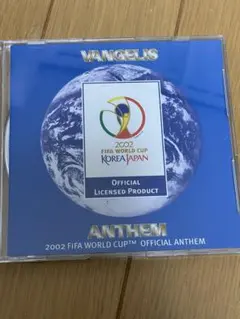 VANGELIS
2002
FIFA WORLD CUP
KOREA JAPAN
OFFICIAL
LICENSED PRODUCT
ANTHEM
2002 FIFA WORLD CUP™ OFFICIAL ANTHEM